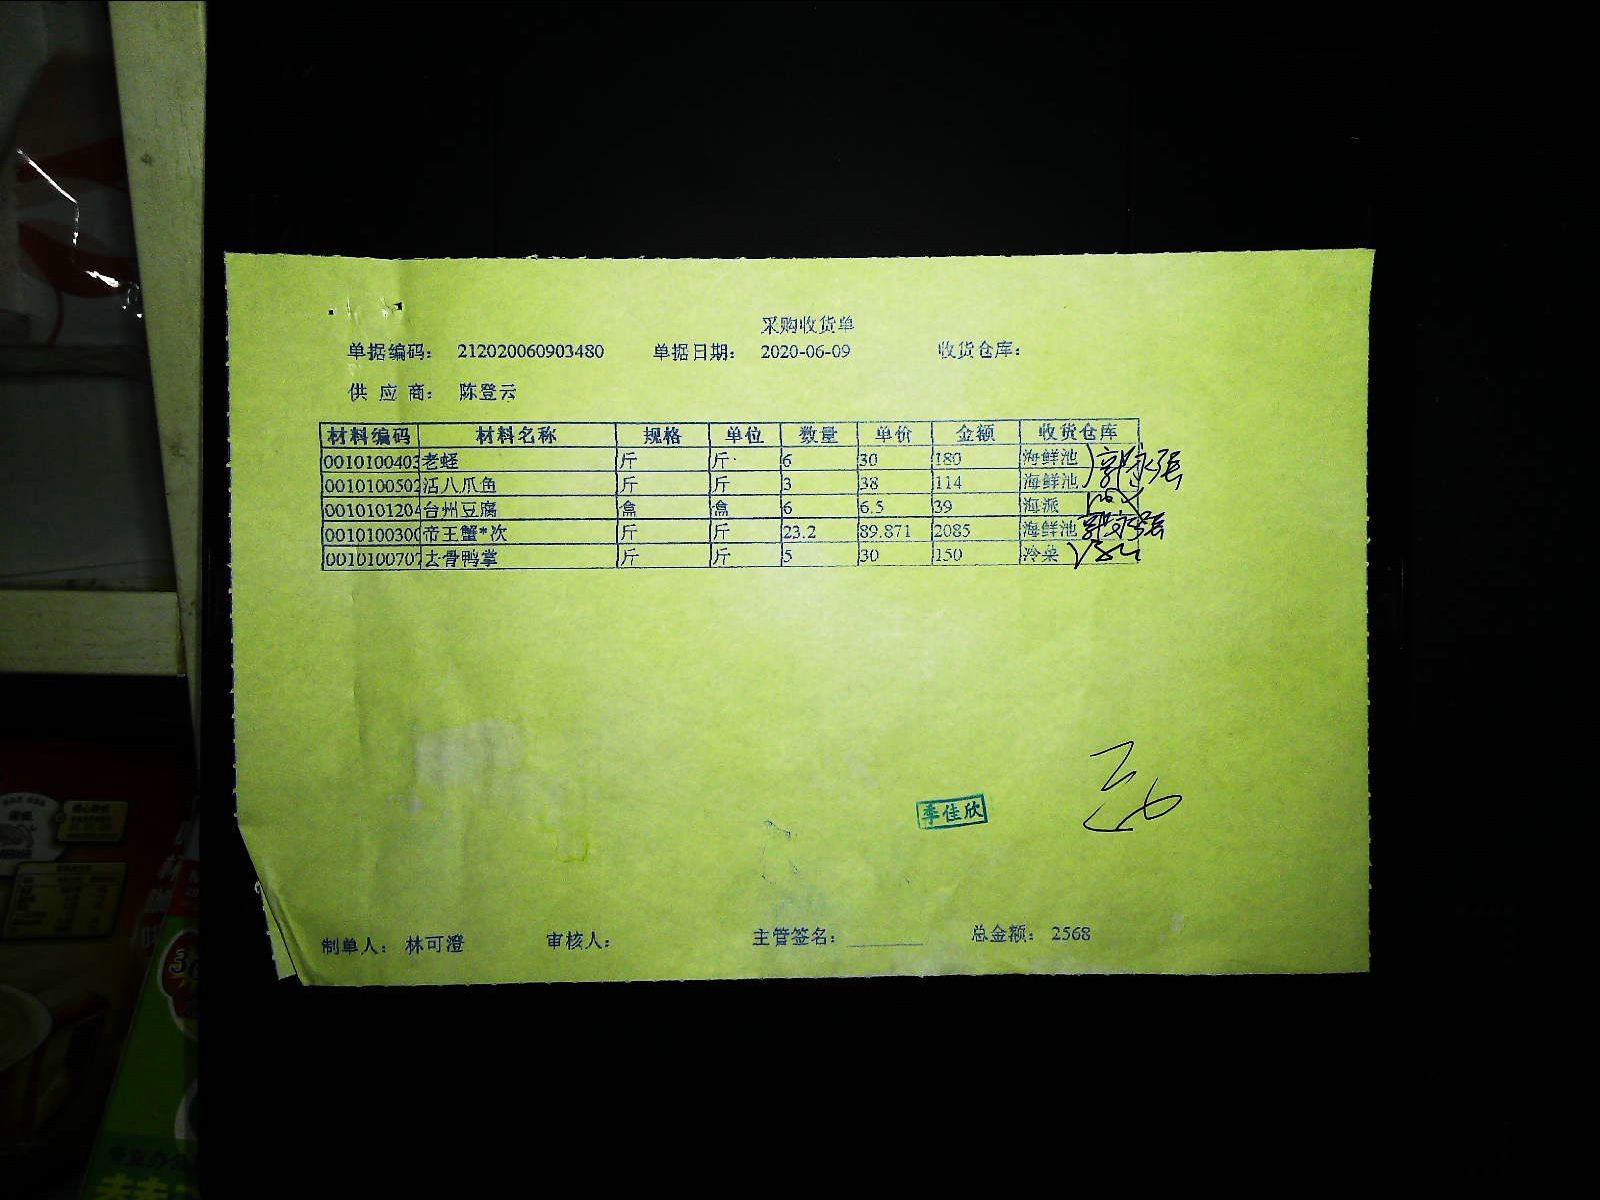 采购收货单
单据编码： 212020060903480 单据日期： 2020-06-09 收货仓库：
供 应 商： 陈登云
材料编码 材料名称 规格 单位 数量 单价 金额 收货仓库
0010100403 老蛏 斤 斤 6 30 180 海鲜池
0010100502 活八爪鱼 斤 斤 3 38 114 海鲜池
0010101204 台州豆腐 盒 盒 6 6.5 39 海派
0010100300 帝王蟹*次 斤 斤 23.2 89.871 2085 海鲜池
0010100707 去骨鸭掌 斤 斤 5 30 150 冷菜
季佳欣
制单人： 林可澄 审核人： 主管签名： 总金额： 2568